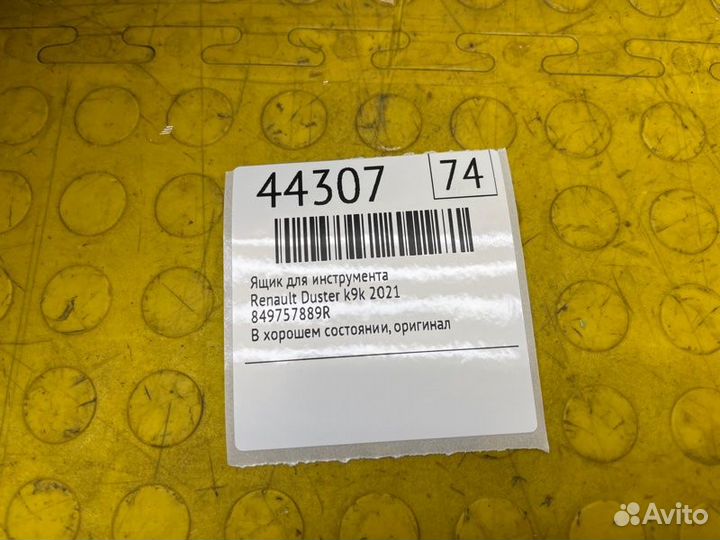 44307 74
Ящик для инструмента
Renault Duster k9k 2021
849757889R
В хорошем состоянии, оригинал
Avito